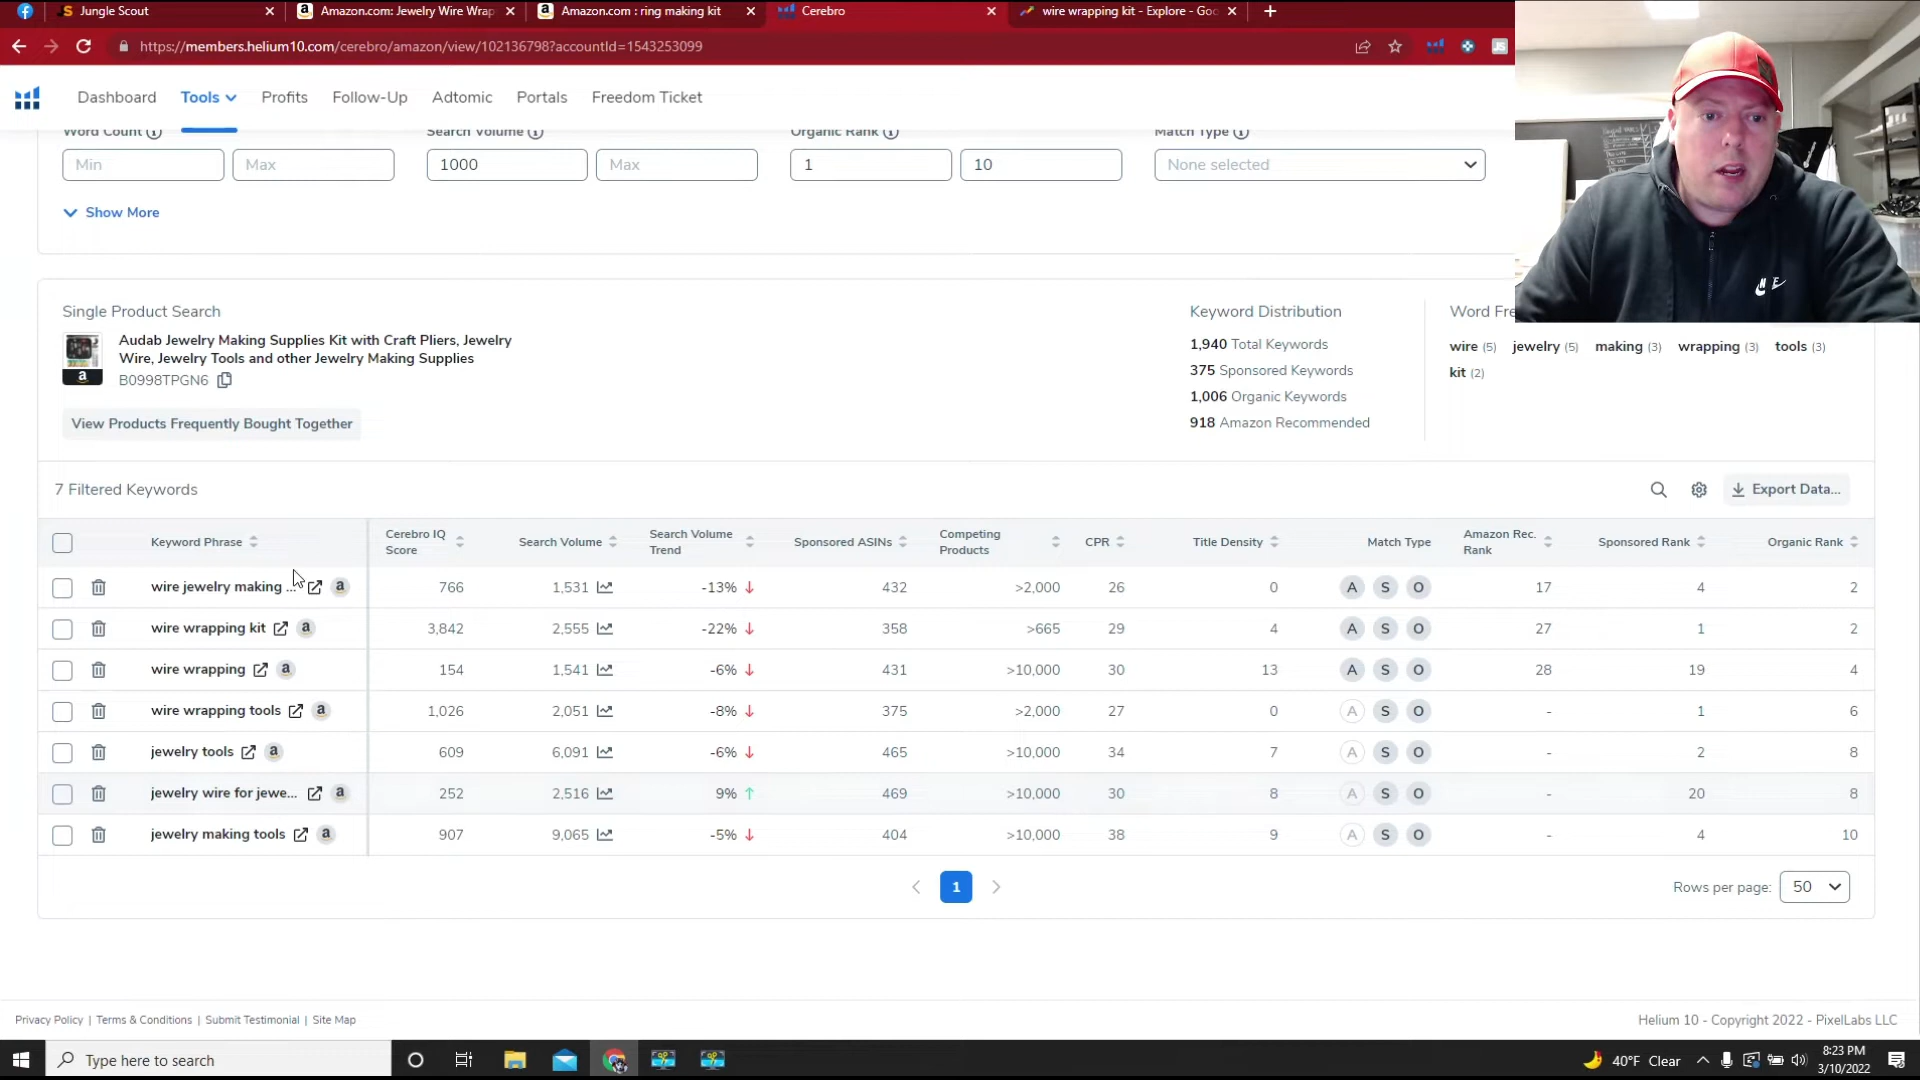 Jungle Scout
Amazon.com: Jewelry Wire Wrap
Amazon.com : ring making kit
Cerebro
wire wrapping kit - Explore - Goo
https://members.helium10.com/cerebro/amazon/view/102136798?accountId=1543253099
JS
Dashboard Tools Profits Follow-Up Adtomic Portals Freedom Ticket
Word Count Search Volume Organic Rank Match Type
Min Max 1000 Max 1 10 None selected
Show More
Single Product Search
Audab Jewelry Making Supplies Kit with Craft Pliers, Jewelry
Wire, Jewelry Tools and other Jewelry Making Supplies
B0998TPGN6
View Products Frequently Bought Together
Keyword Distribution
1,940 Total Keywords
375 Sponsored Keywords
1,006 Organic Keywords
918 Amazon Recommended
Word Fre
wire (5) jewelry (5) making (3) wrapping (3) tools (3)
kit (2)
7 Filtered Keywords Export Data...
Keyword Phrase Cerebro IQ Score Search Volume Search Volume Trend Sponsored ASINs Competing Products CPR Title Density Match Type Amazon Rec. Rank Sponsored Rank Organic Rank
wire jewelry making ... a 766 1,531 -13% 432 >2,000 26 0 A S O 17 4 2
wire wrapping kit a 3,842 2,555 -22% 358 >665 29 4 A S O 27 1 2
wire wrapping a 154 1,541 -6% 431 >10,000 30 13 A S O 28 19 4
wire wrapping tools a 1,026 2,051 -8% 375 >2,000 27 0 A S O - 1 6
jewelry tools a 609 6,091 -6% 465 >10,000 34 7 A S O - 2 8
jewelry wire for jewe... a 252 2,516 9% 469 >10,000 30 8 A S O - 20 8
jewelry making tools a 907 9,065 -5% 404 >10,000 38 9 A S O - 4 10
1
Rows per page: 50
Privacy Policy | Terms & Conditions | Submit Testimonial | Site Map
Helium 10 - Copyright 2022 - PixelLabs LLC
Type here to search
40°F Clear
8:23 PM
3/10/2022